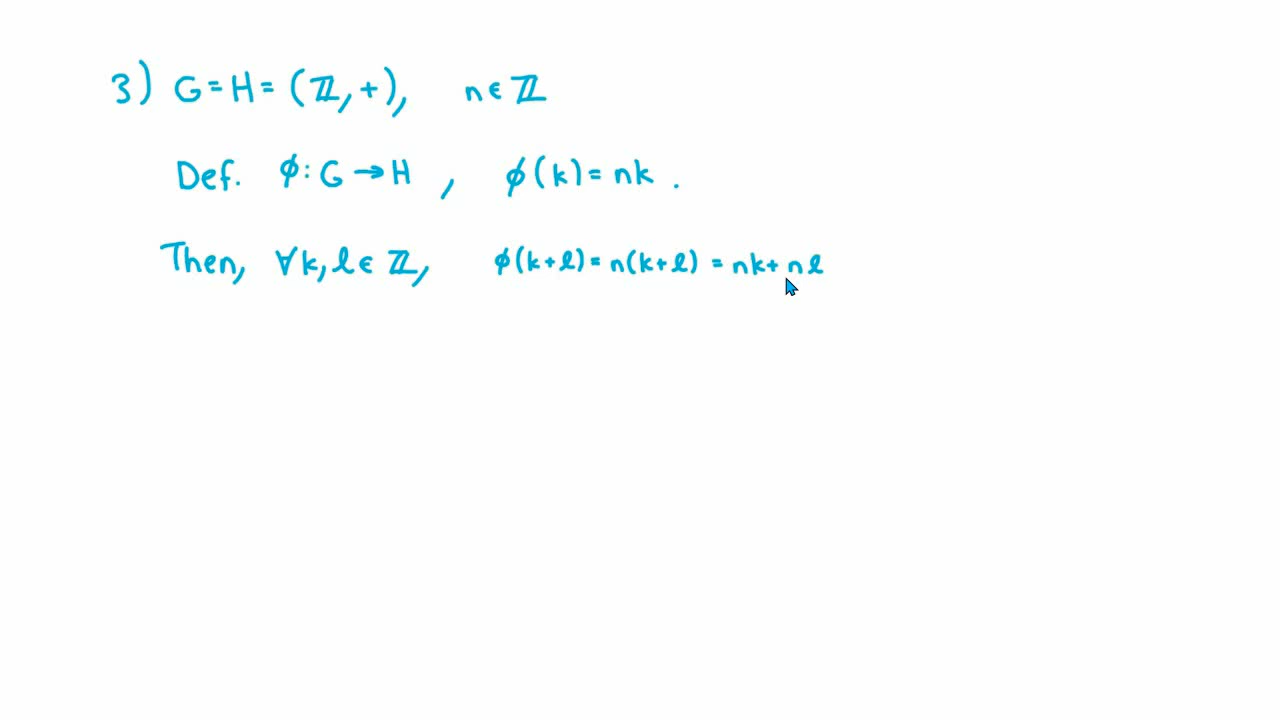 3) G = H = (ℤ, +), n ∈ ℤ
Def. ϕ: G → H , ϕ(k) = nk .
Then, ∀k, ℓ ∈ ℤ, ϕ(k+ℓ) = n(k+ℓ) = nk + nℓ